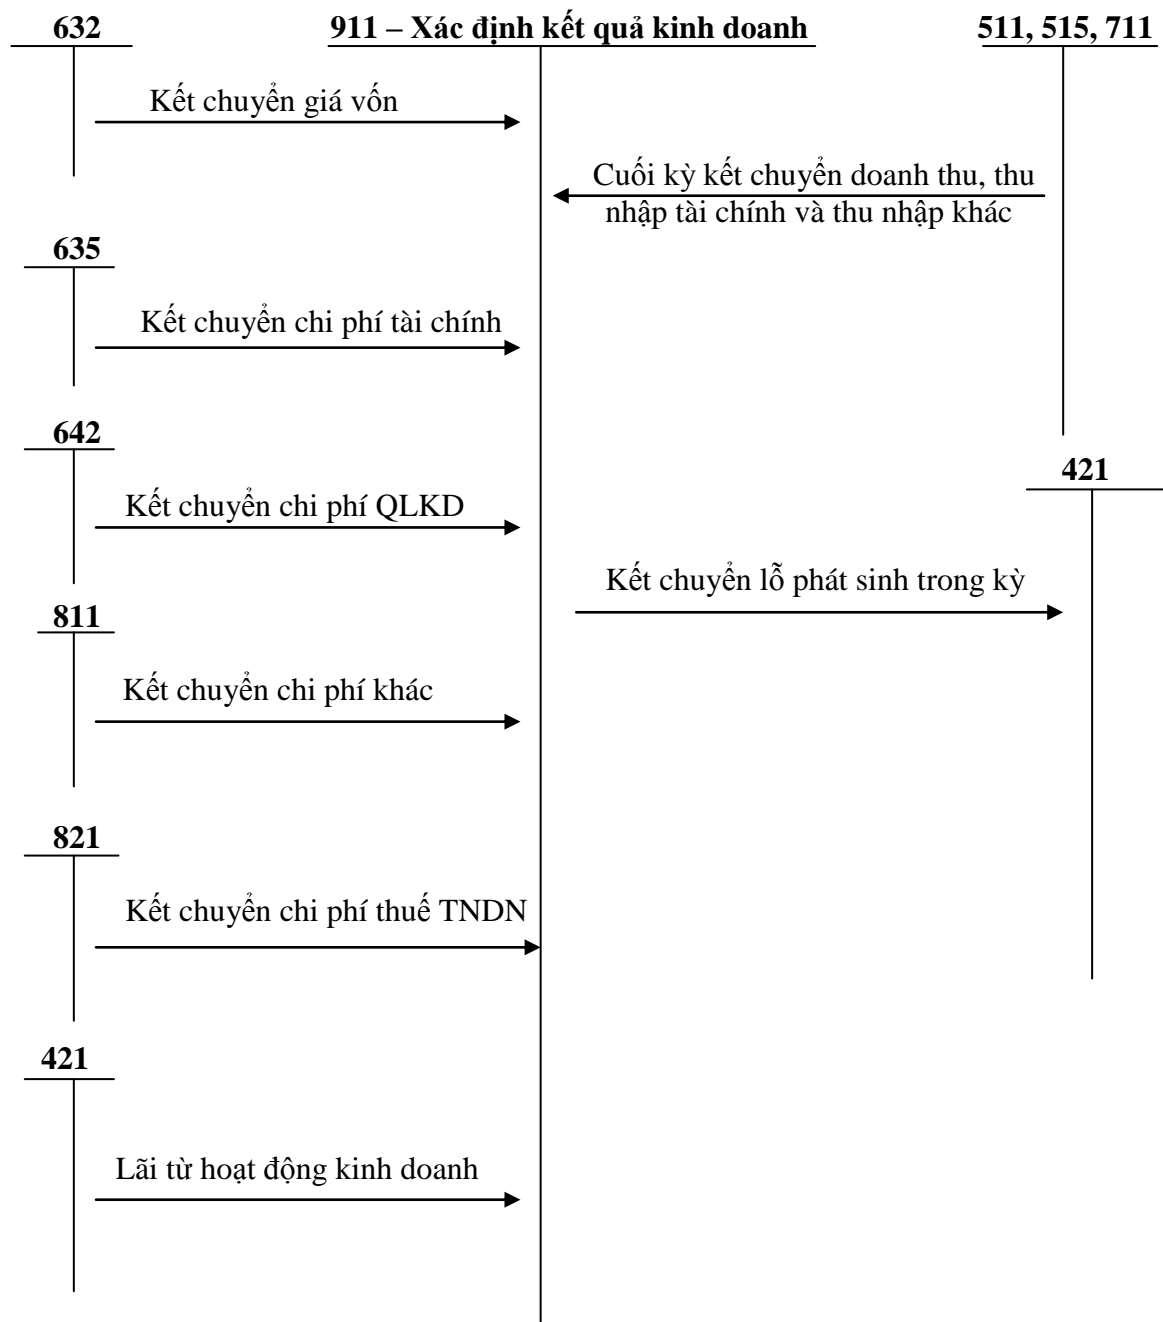 632
911 – Xác định kết quả kinh doanh
511, 515, 711
Kết chuyển giá vốn
Cuối kỳ kết chuyển doanh thu, thu
nhập tài chính và thu nhập khác
635
Kết chuyển chi phí tài chính
642
421
Kết chuyển chi phí QLKD
Kết chuyển lỗ phát sinh trong kỳ
811
Kết chuyển chi phí khác
821
Kết chuyển chi phí thuế TNDN
421
Lãi từ hoạt động kinh doanh